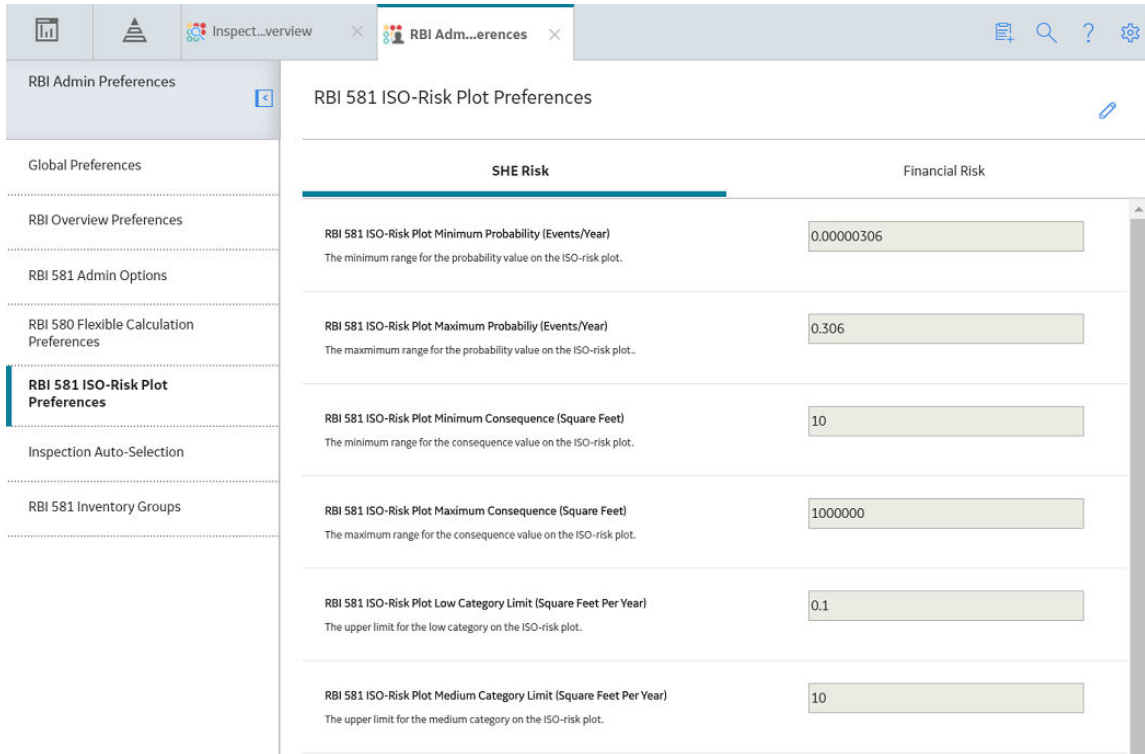 Inspect...verview
RBI Adm...erences
RBI Admin Preferences
Global Preferences
RBI Overview Preferences
RBI 581 Admin Options
RBI 580 Flexible Calculation
Preferences
RBI 581 ISO-Risk Plot
Preferences
Inspection Auto-Selection
RBI 581 Inventory Groups
RBI 581 ISO-Risk Plot Preferences
SHE Risk
Financial Risk
RBI 581 ISO-Risk Plot Minimum Probability (Events/Year)
The minimum range for the probability value on the ISO-risk plot.
0.00000306
RBI 581 ISO-Risk Plot Maximum Probabiliy (Events/Year)
The maxmimum range for the probability value on the ISO-risk plot..
0.306
RBI 581 ISO-Risk Plot Minimum Consequence (Square Feet)
The minimum range for the consequence value on the ISO-risk plot.
10
RBI 581 ISO-Risk Plot Maximum Consequence (Square Feet)
The maximum range for the consequence value on the ISO-risk plot.
1000000
RBI 581 ISO-Risk Plot Low Category Limit (Square Feet Per Year)
The upper limit for the low category on the ISO-risk plot.
0.1
RBI 581 ISO-Risk Plot Medium Category Limit (Square Feet Per Year)
The upper limit for the medium category on the ISO-risk plot.
10